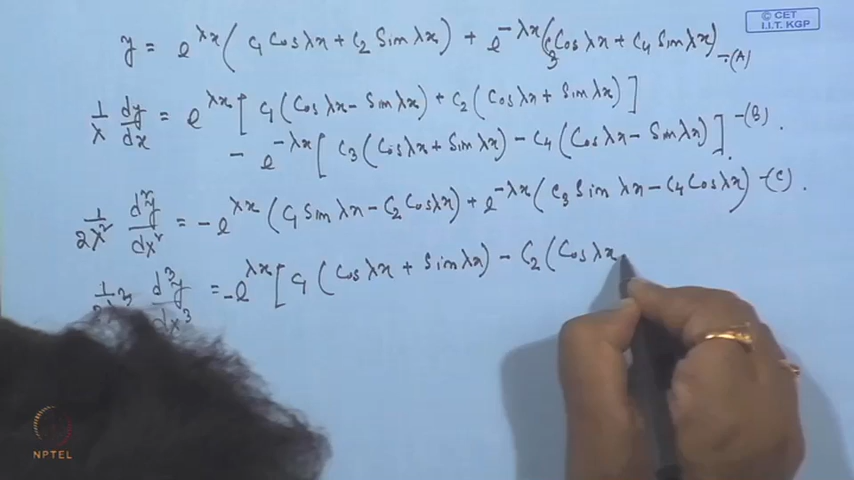 © CET
I.I.T. KGP
y = e^λx (C1 Cos λx + C2 Sin λx) + e^-λx (C3 Cos λx + C4 Sin λx) -(A)
1/λ dy/dx = e^λx [C1 (Cos λx - Sin λx) + C2 (Cos λx + Sin λx)]
- e^-λx [C3 (Cos λx + Sin λx) - C4 (Cos λx - Sin λx)]. -(B).
1/2λ² d²y/dx² = -e^λx (C1 Sin λx - C2 Cos λx) + e^-λx (C3 Sin λx - C4 Cos λx) -(C).
d³y/dx³ = -e^λx [C1 (Cos λx + Sin λx) - C2 (Cos λx
NPTEL